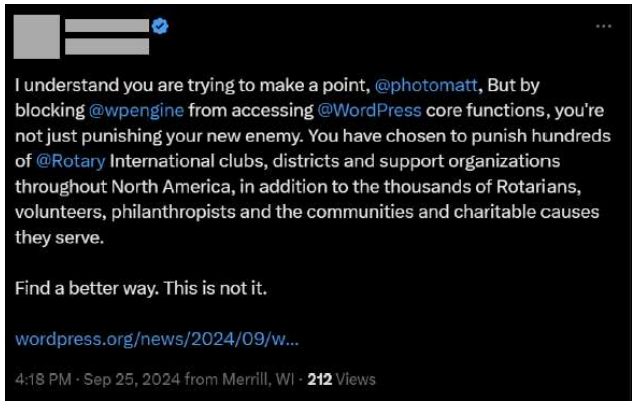 I understand you are trying to make a point, @photomatt, But by
blocking @wpengine from accessing @WordPress core functions, you're
not just punishing your new enemy. You have chosen to punish hundreds
of @Rotary International clubs, districts and support organizations
throughout North America, in addition to the thousands of Rotarians,
volunteers, philanthropists and the communities and charitable causes
they serve.
Find a better way. This is not it.
wordpress.org/news/2024/09/w...
4:18 PM · Sep 25, 2024 from Merrill, WI · 212 Views